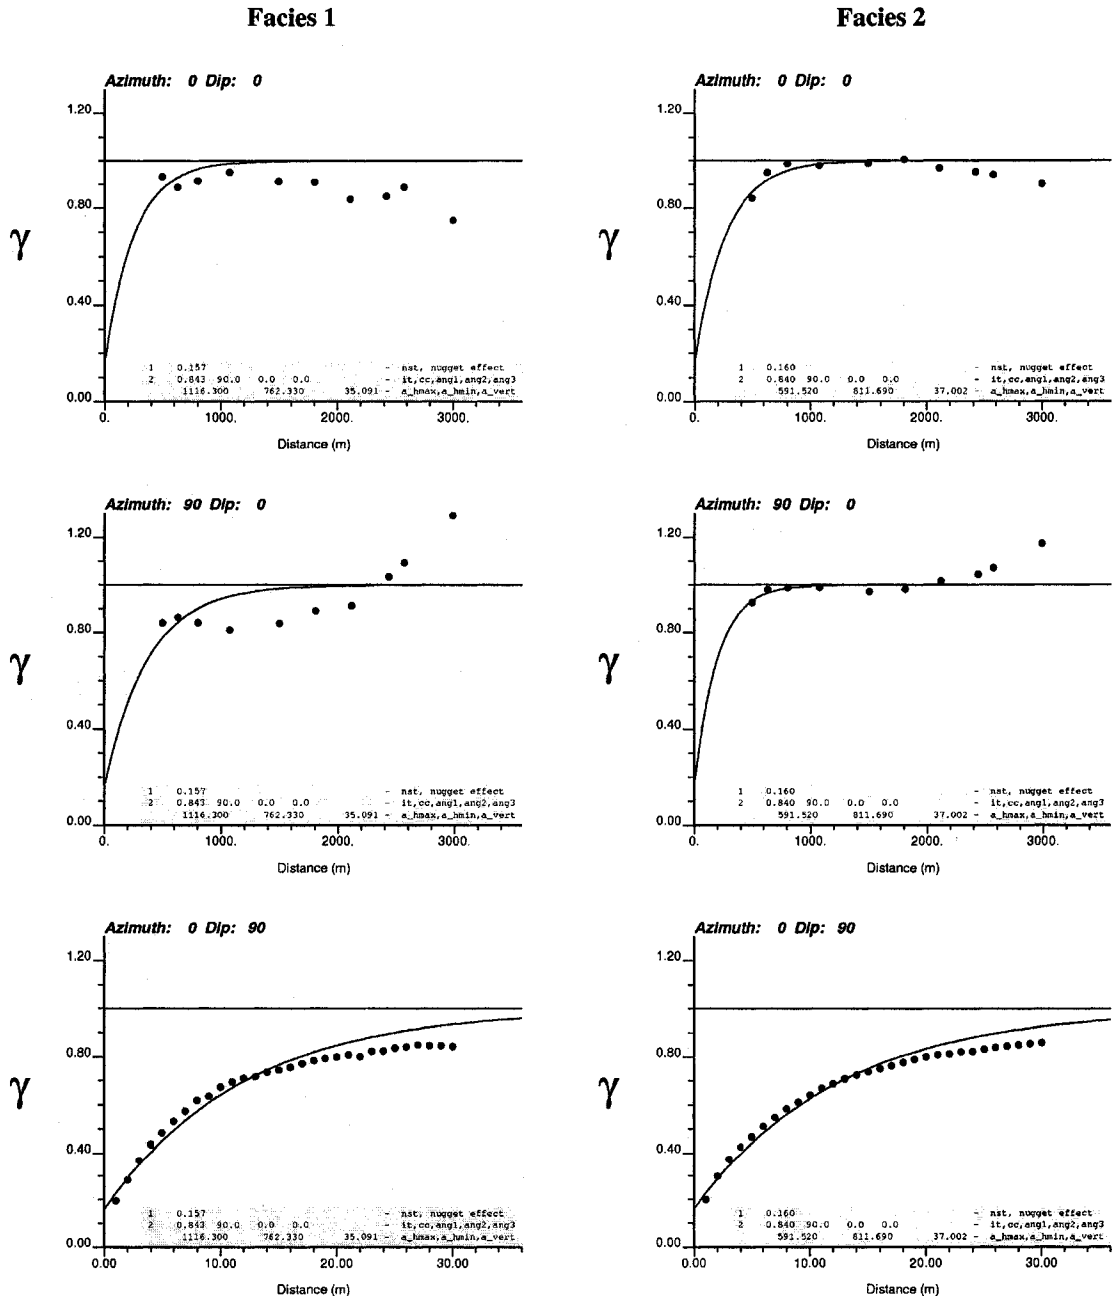 Facies 1
Facies 2
Azimuth: 0 Dip: 0
1.20
0.80
γ
0.40
0.00
1 0.157 - nst, nugget effect
2 0.843 90.0 0.0 0.0 - it,cc,ang1,ang2,ang3
1116.300 762.330 35.091 - a_hmax,a_hmin,a_vert
0. 1000. 2000. 3000.
Distance (m)
Azimuth: 0 Dip: 0
1.20
0.80
γ
0.40
0.00
1 0.160 - nst, nugget effect
2 0.840 90.0 0.0 0.0 - it,cc,ang1,ang2,ang3
591.520 811.690 37.002 - a_hmax,a_hmin,a_vert
0. 1000. 2000. 3000.
Distance (m)
Azimuth: 90 Dip: 0
1.20
0.80
γ
0.40
0.00
1 0.157 - nst, nugget effect
2 0.843 90.0 0.0 0.0 - it,cc,ang1,ang2,ang3
1116.300 762.330 35.091 - a_hmax,a_hmin,a_vert
0. 1000. 2000. 3000.
Distance (m)
Azimuth: 90 Dip: 0
1.20
0.80
γ
0.40
0.00
1 0.160 - nst, nugget effect
2 0.840 90.0 0.0 0.0 - it,cc,ang1,ang2,ang3
591.520 811.690 37.002 - a_hmax,a_hmin,a_vert
0. 1000. 2000. 3000.
Distance (m)
Azimuth: 0 Dip: 90
1.20
0.80
γ
0.40
0.00
1 0.157 - nst, nugget effect
2 0.843 90.0 0.0 0.0 - it,cc,ang1,ang2,ang3
1116.300 762.330 35.091 - a_hmax,a_hmin,a_vert
0.00 10.00 20.00 30.00
Distance (m)
Azimuth: 0 Dip: 90
1.20
0.80
γ
0.40
0.00
1 0.160 - nst, nugget effect
2 0.840 90.0 0.0 0.0 - it,cc,ang1,ang2,ang3
591.520 811.690 37.002 - a_hmax,a_hmin,a_vert
0.00 10.00 20.00 30.00
Distance (m)